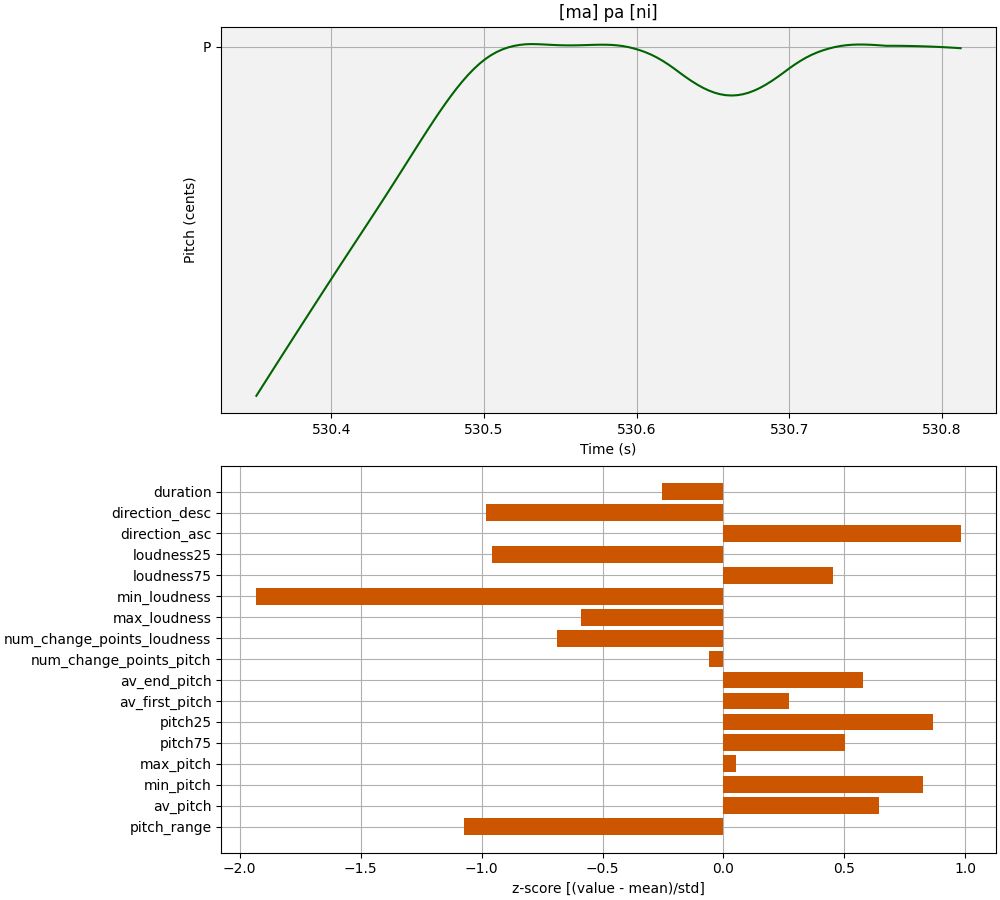 [ma] pa [ni]
P
Pitch (cents)
530.4 530.5 530.6 530.7 530.8
Time (s)
duration
direction_desc
direction_asc
loudness25
loudness75
min_loudness
max_loudness
num_change_points_loudness
num_change_points_pitch
av_end_pitch
av_first_pitch
pitch25
pitch75
max_pitch
min_pitch
av_pitch
pitch_range
−2.0 −1.5 −1.0 −0.5 0.0 0.5 1.0
z-score [(value - mean)/std]